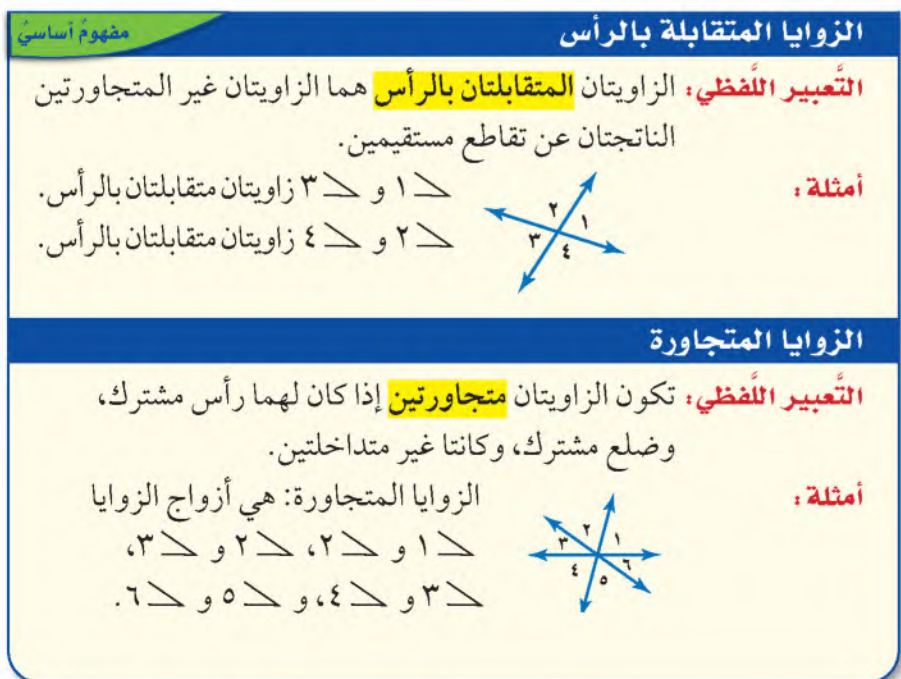 الزوايا المتقابلة بالرأس
مفهومٌ أساسيٌ
التَّعبير اللَّفظي: الزاويتان المتقابلتان بالرأس هما الزاويتان غير المتجاورتين
الناتجتان عن تقاطع مستقيمين.
أمثلة :
∠١ و ∠٣ زاويتان متقابلتان بالرأس.
∠٢ و ∠٤ زاويتان متقابلتان بالرأس.
٢ ١
٣ ٤
الزوايا المتجاورة
التَّعبير اللَّفظي: تكون الزاويتان متجاورتين إذا كان لهما رأس مشترك،
وضلع مشترك، وكانتا غير متداخلتين.
أمثلة :
الزوايا المتجاورة: هي أزواج الزوايا
∠١ و ∠٢، ∠٢ و ∠٣،
∠٣ و ∠٤، و ∠٥ و ∠٦.
٣ ٢ ١
٤ ٥ ٦